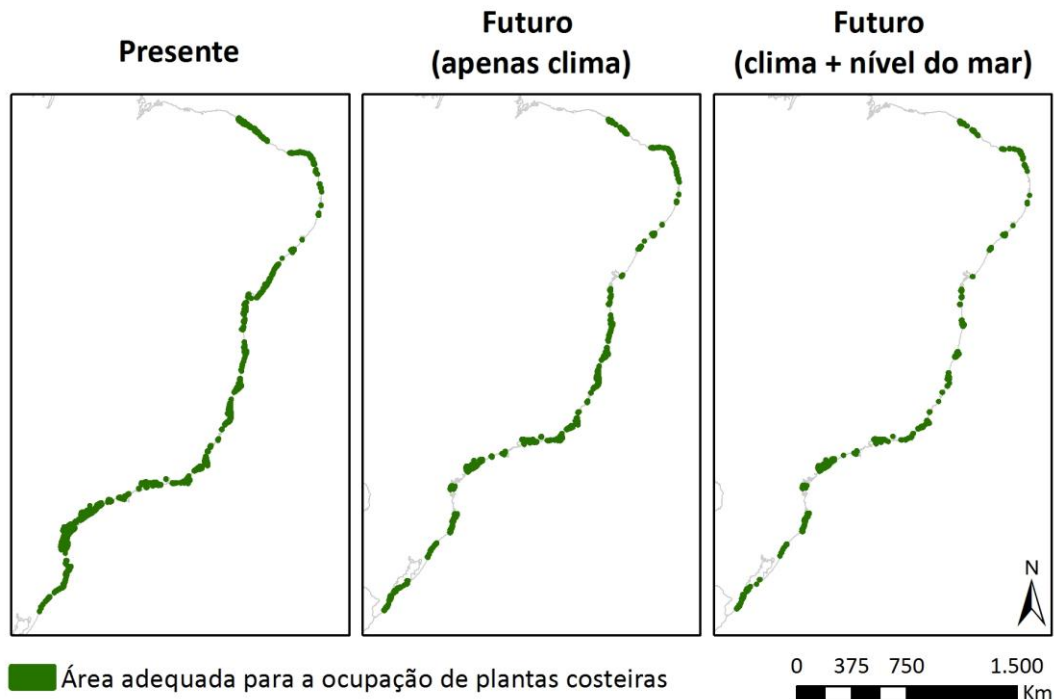 Presente
Futuro
(apenas clima)
Futuro
(clima + nível do mar)
N
Área adequada para a ocupação de plantas costeiras
0 375 750 1.500
Km